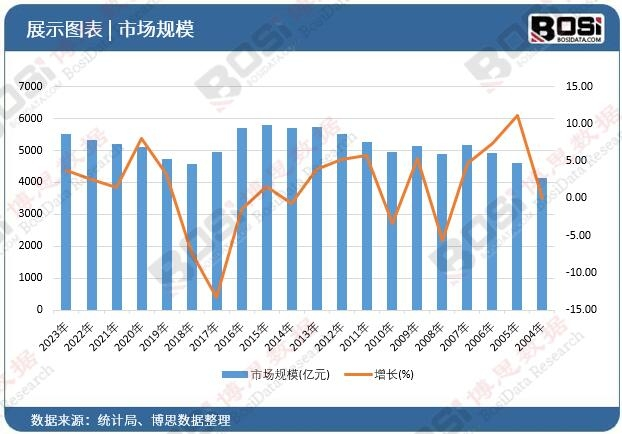 展示图表 | 市场规模
BOSi
BOSIDATA.COM
7000
6000
5000
4000
3000
2000
1000
0
15.00
10.00
5.00
0.00
-5.00
-10.00
-15.00
2023年 2022年 2021年 2020年 2019年 2018年 2017年 2016年 2015年 2014年 2013年 2012年 2011年 2010年 2009年 2008年 2007年 2006年 2005年 2004年
市场规模(亿元) 增长(%)
数据来源：统计局、博思数据整理
博思数据
BosiData Research